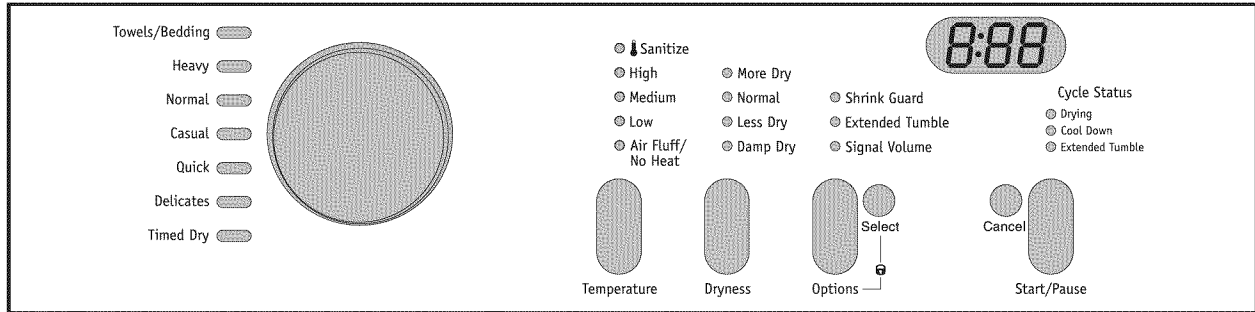 Towels/Bedding
Heavy
Normal
Casual
Quick
Delicates
Timed Dry
Sanitize
High
Medium
Low
Air Fluff/
No Heat
Temperature
More Dry
Normal
Less Dry
Damp Dry
Dryness
Shrink Guard
Extended Tumble
Signal Volume
Select
Options
8:88
Cycle Status
Drying
Cool Down
Extended Tumble
Cancel
Start/Pause